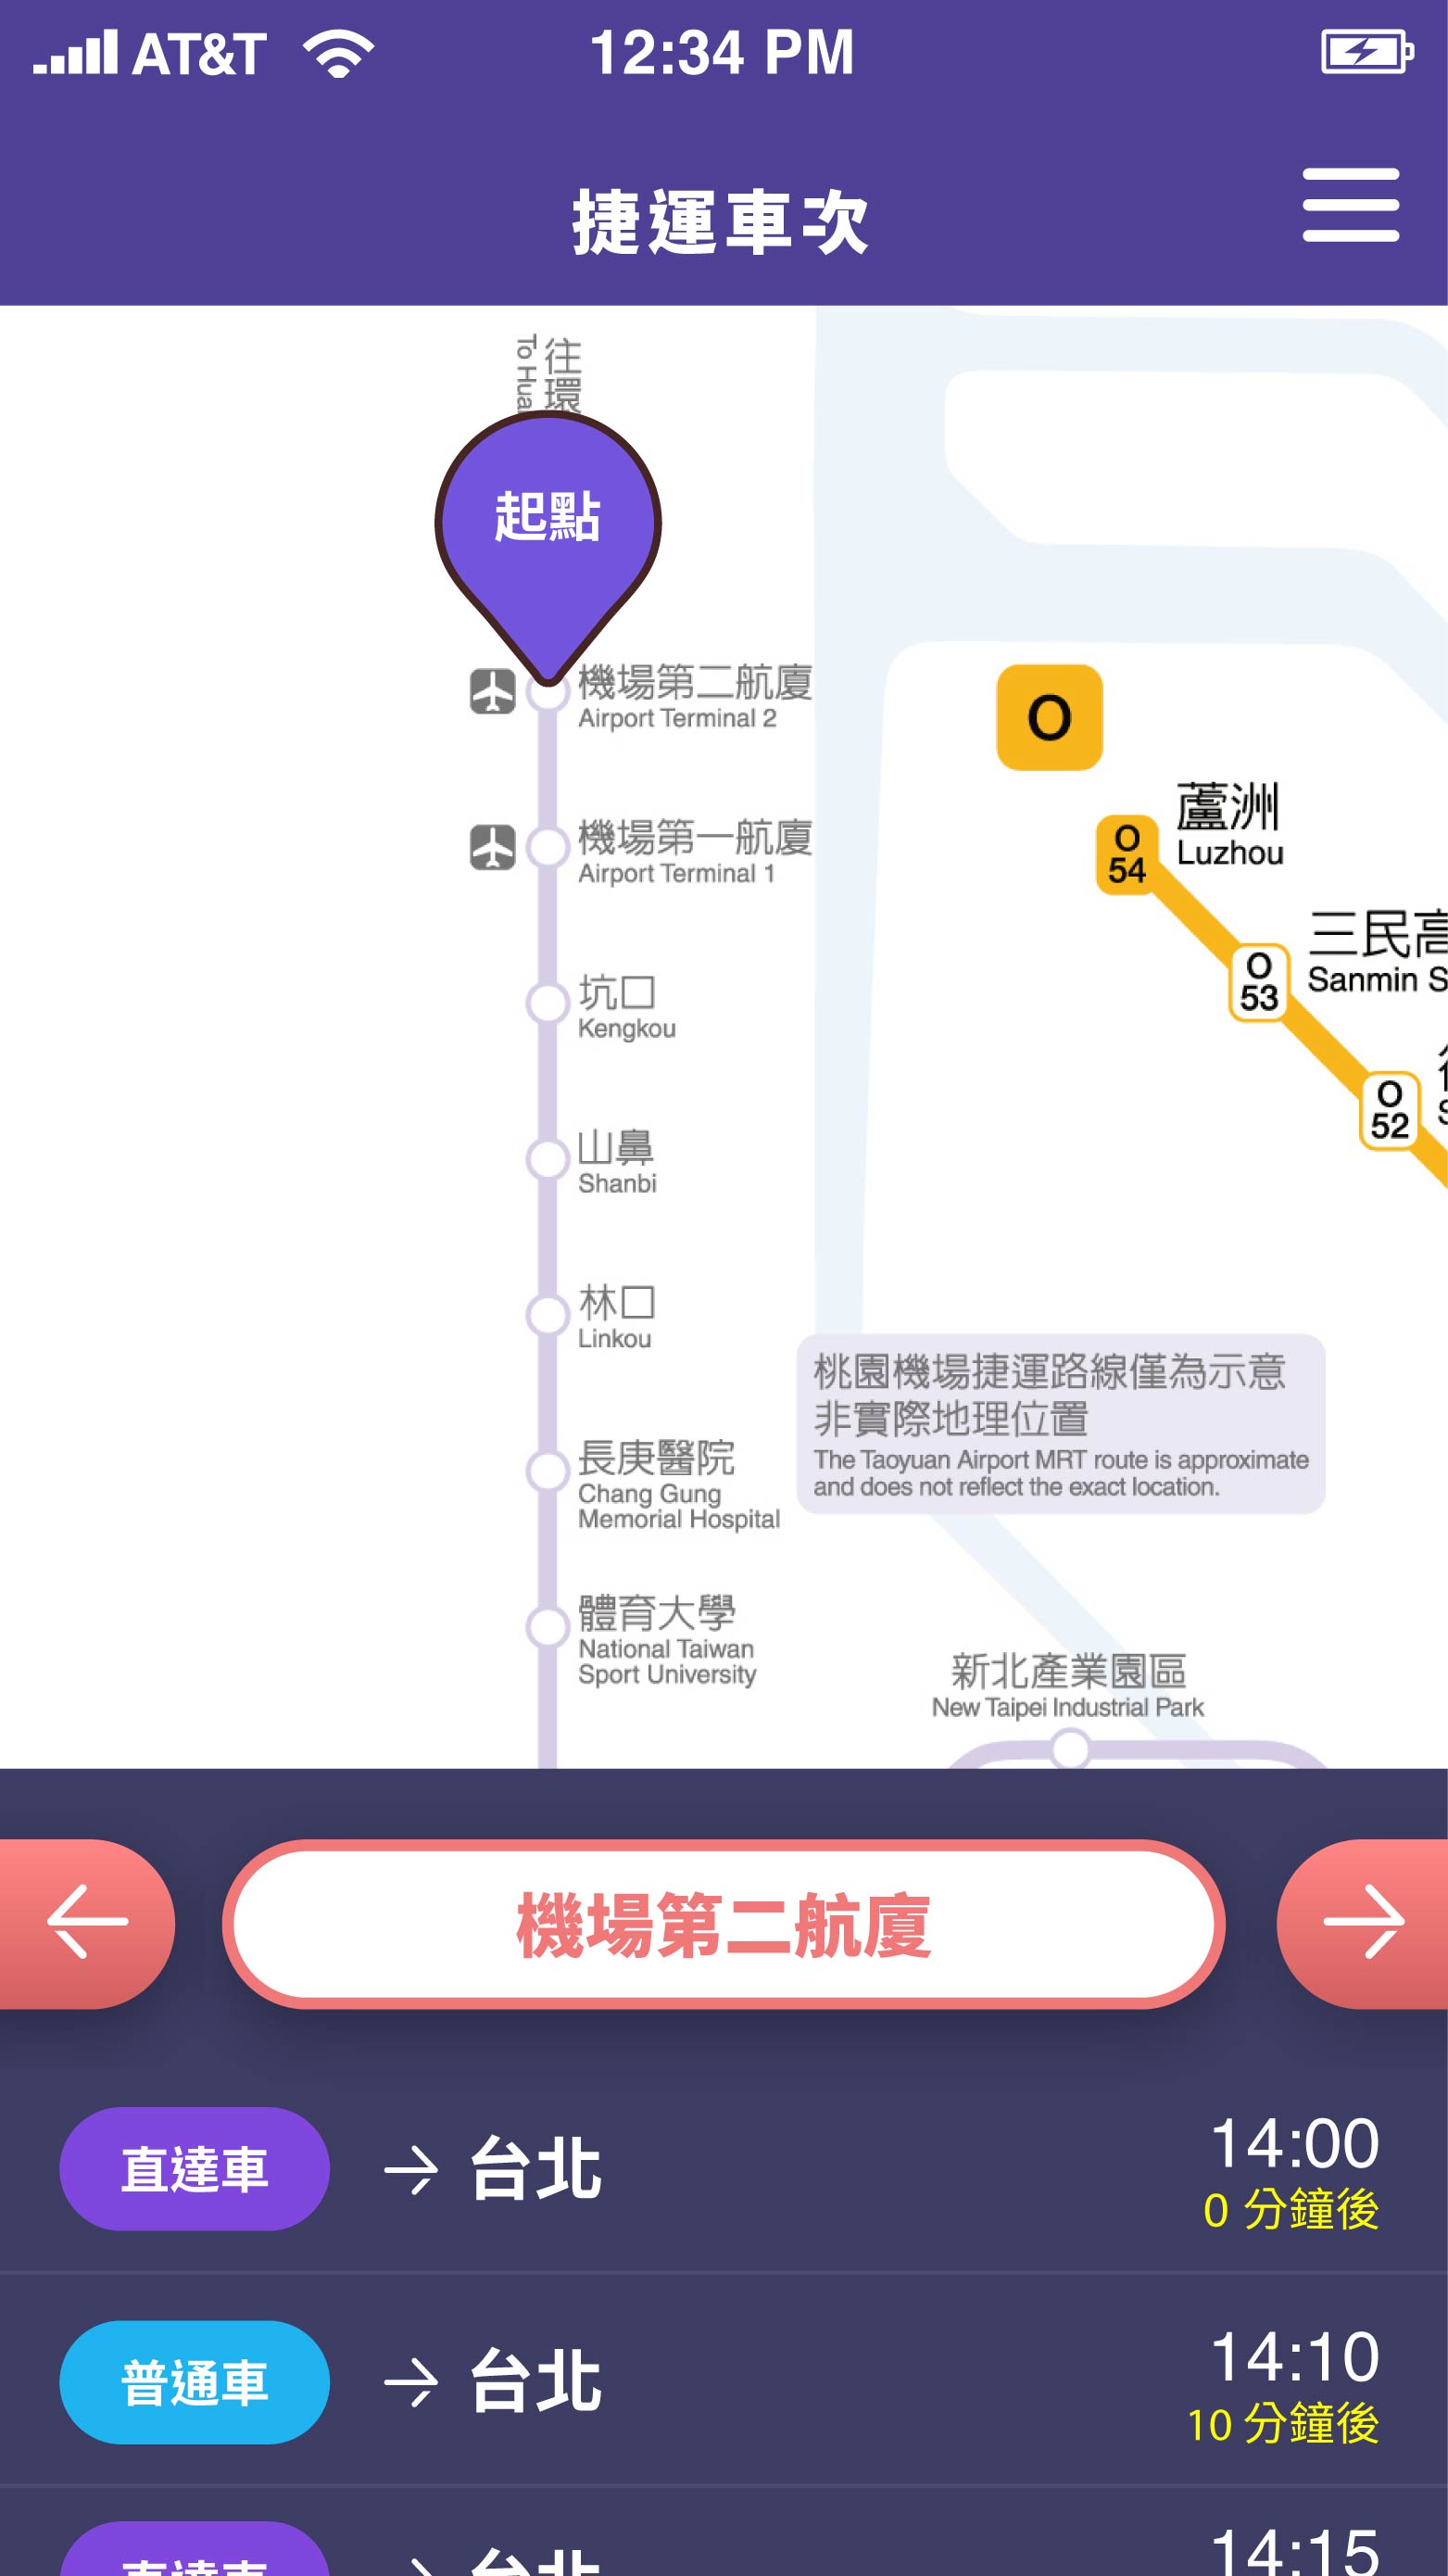 AT&T
12:34 PM
捷運車次
往環
To Hua
起點
機場第二航廈
Airport Terminal 2
機場第一航廈
Airport Terminal 1
坑口
Kengkou
山鼻
Shanbi
林口
Linkou
長庚醫院
Chang Gung
Memorial Hospital
體育大學
National Taiwan
Sport University
O
O
54
蘆洲
Luzhou
O
53
三民高
Sanmin S
O
52
S
桃園機場捷運路線僅為示意
非實際地理位置
The Taoyuan Airport MRT route is approximate
and does not reflect the exact location.
新北產業園區
New Taipei Industrial Park
機場第二航廈
直達車
台北
14:00
0 分鐘後
普通車
台北
14:10
10 分鐘後
直達車
台北
14:15